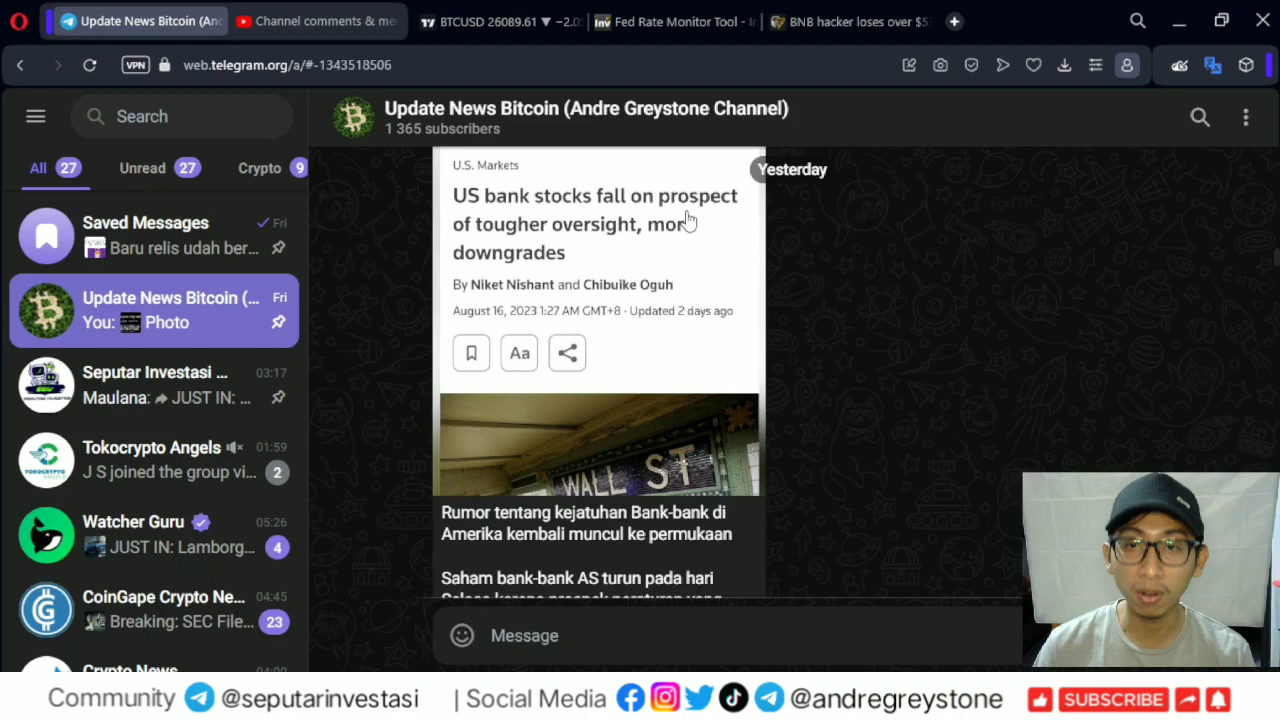 Update News Bitcoin (And
Channel comments & me
BTCUSD 26089.61 ▼ −2.0
Fed Rate Monitor Tool - In
BNB hacker loses over $5
VPN
web.telegram.org/a/#-1343518506
Search
Update News Bitcoin (Andre Greystone Channel)
1 365 subscribers
All 27
Unread 27
Crypto 9
Yesterday
Saved Messages
Fri
Baru relis udah ber...
Update News Bitcoin (...
Fri
You: Photo
Seputar Investasi ...
03:17
Maulana: JUST IN: ...
Tokocrypto Angels
01:59
J S joined the group vi...
2
Watcher Guru
05:26
JUST IN: Lamborg...
4
CoinGape Crypto Ne...
04:45
Breaking: SEC File...
23
Crypto News
U.S. Markets
US bank stocks fall on prospect
of tougher oversight, mor
downgrades
By Niket Nishant and Chibuike Oguh
August 16, 2023 1:27 AM GMT+8 · Updated 2 days ago
Aa
WALL ST
Rumor tentang kejatuhan Bank-bank di
Amerika kembali muncul ke permukaan
Saham bank-bank AS turun pada hari
Message
Community @seputarinvestasi | Social Media @andregreystone SUBSCRIBE